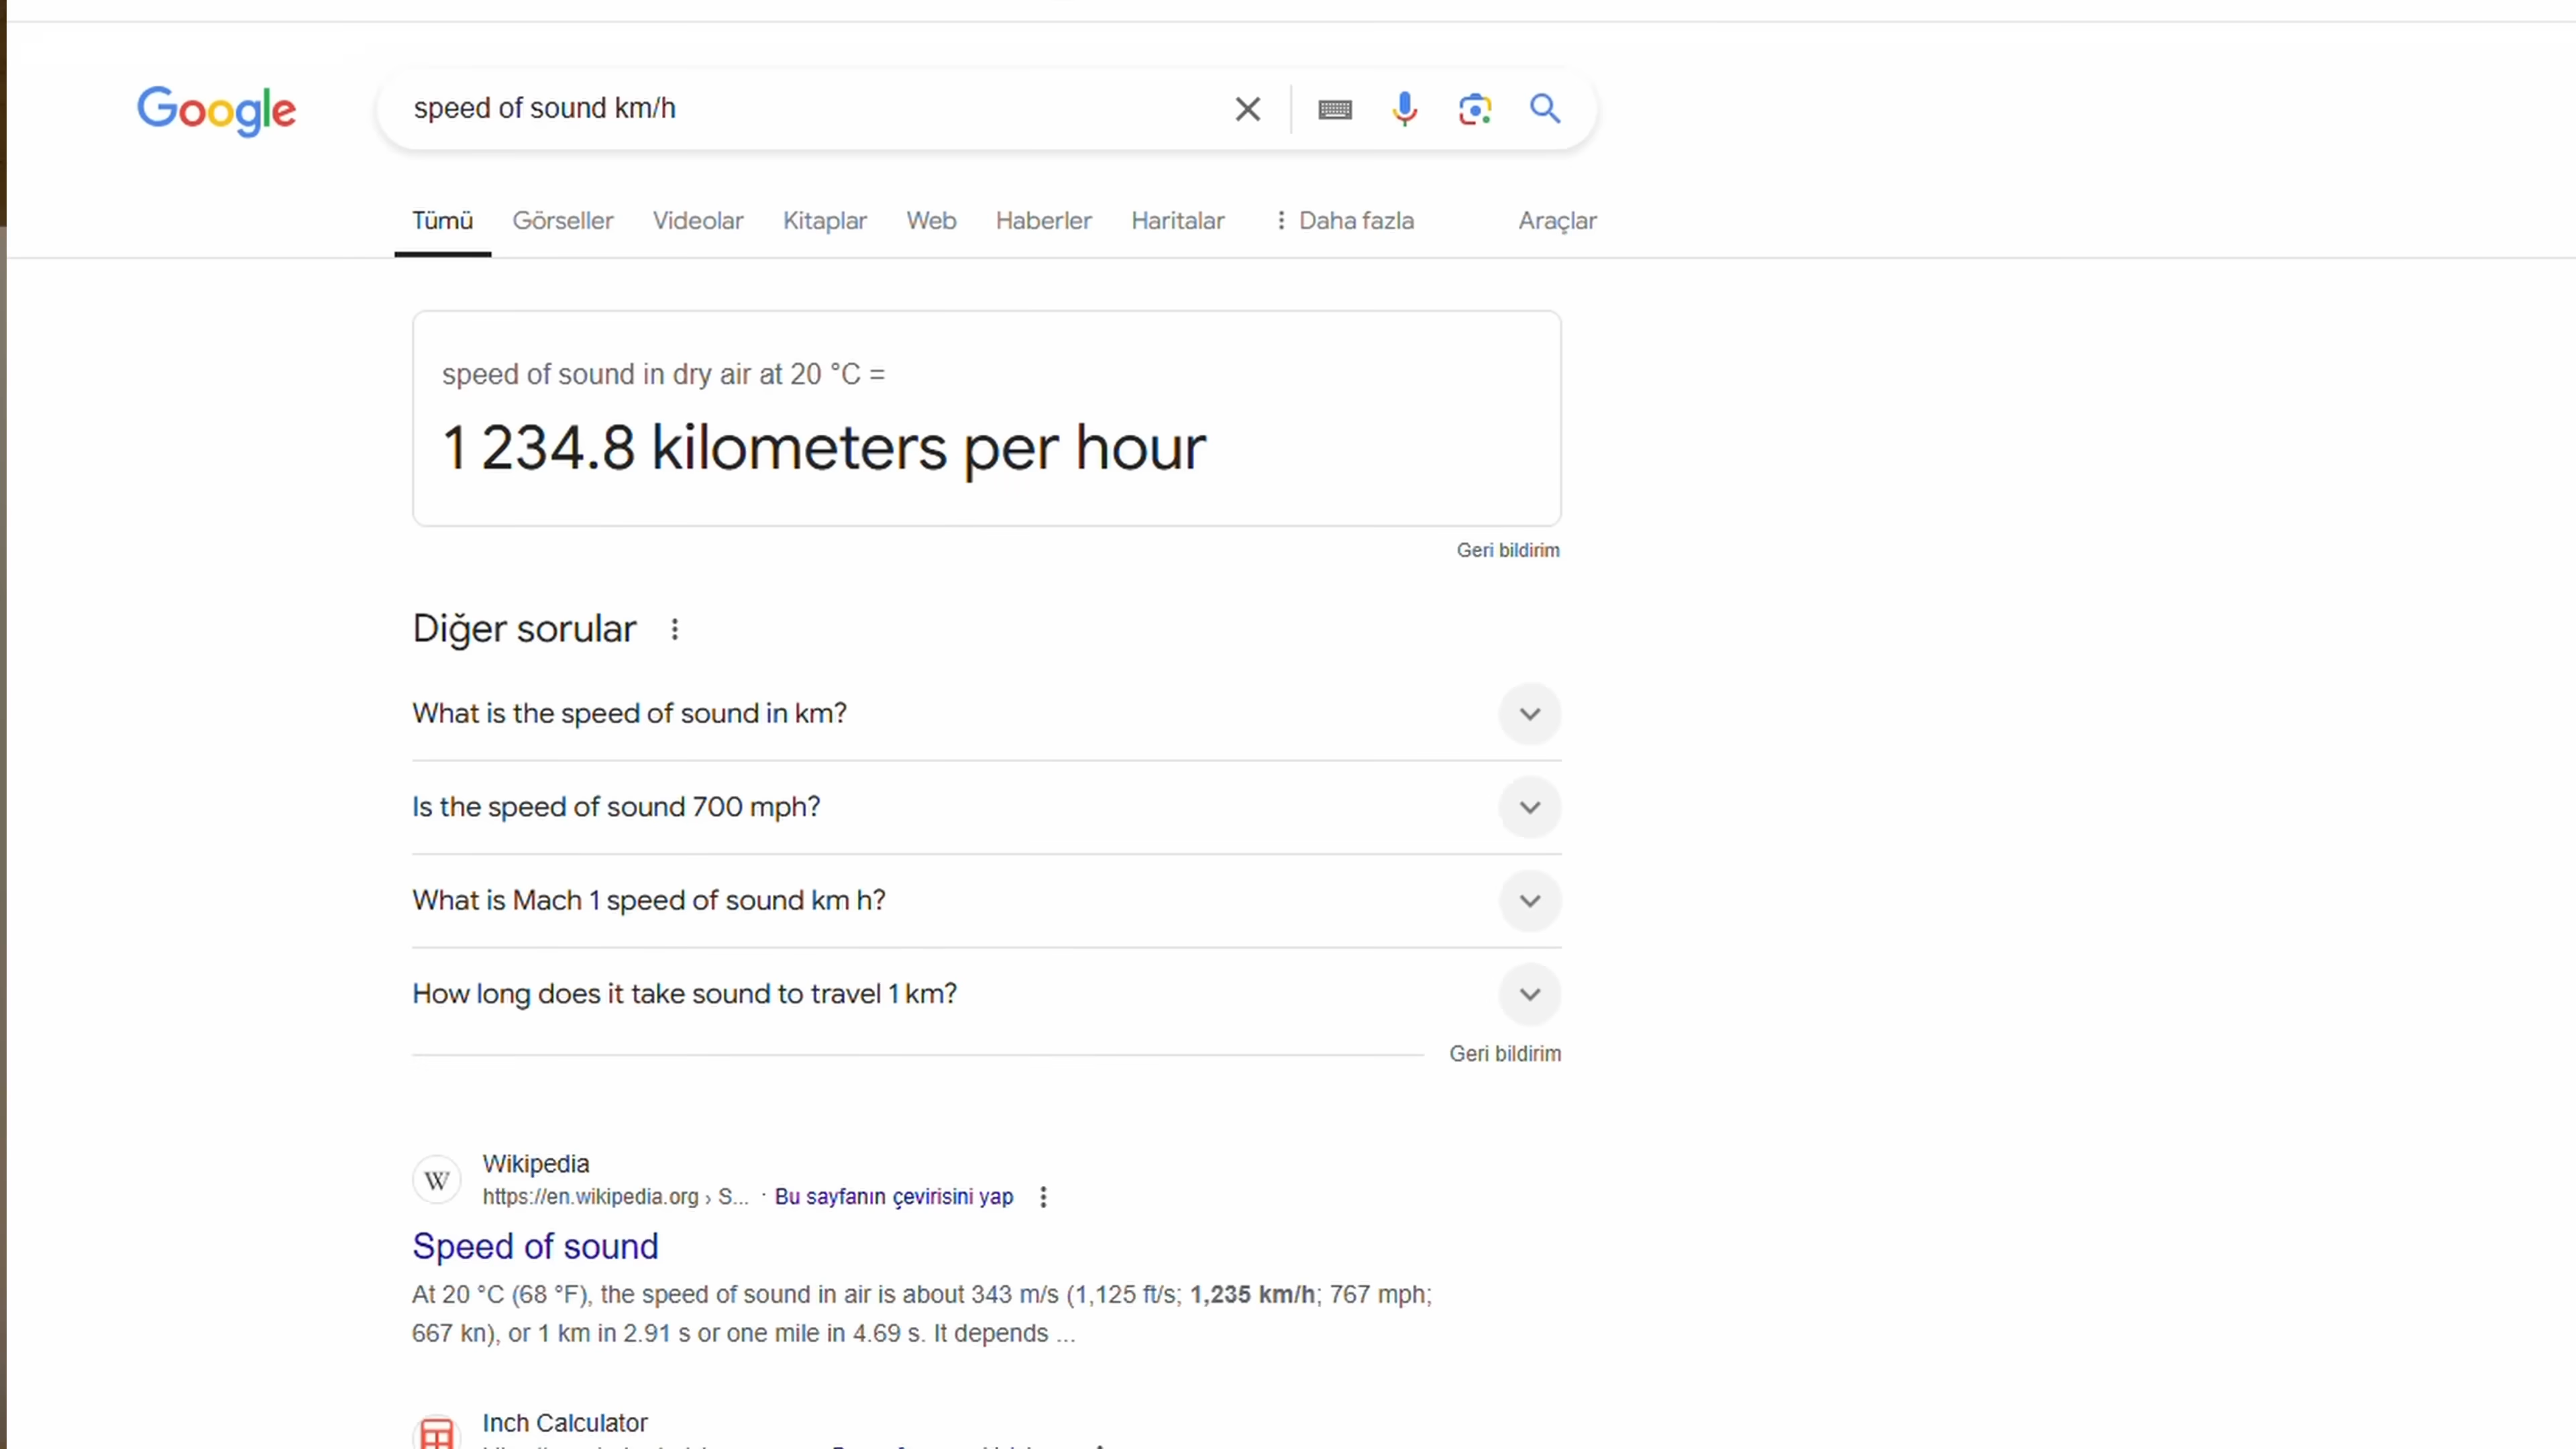 Google
speed of sound km/h
Tümü Görseller Videolar Kitaplar Web Haberler Haritalar Daha fazla Araçlar
speed of sound in dry air at 20 °C =
1 234.8 kilometers per hour
Geri bildirim
Diğer sorular
What is the speed of sound in km?
Is the speed of sound 700 mph?
What is Mach 1 speed of sound km h?
How long does it take sound to travel 1 km?
Geri bildirim
W
Wikipedia
https://en.wikipedia.org › S... · Bu sayfanın çevirisini yap
Speed of sound
At 20 °C (68 °F), the speed of sound in air is about 343 m/s (1,125 ft/s; 1,235 km/h; 767 mph;
667 kn), or 1 km in 2.91 s or one mile in 4.69 s. It depends ...
Inch Calculator